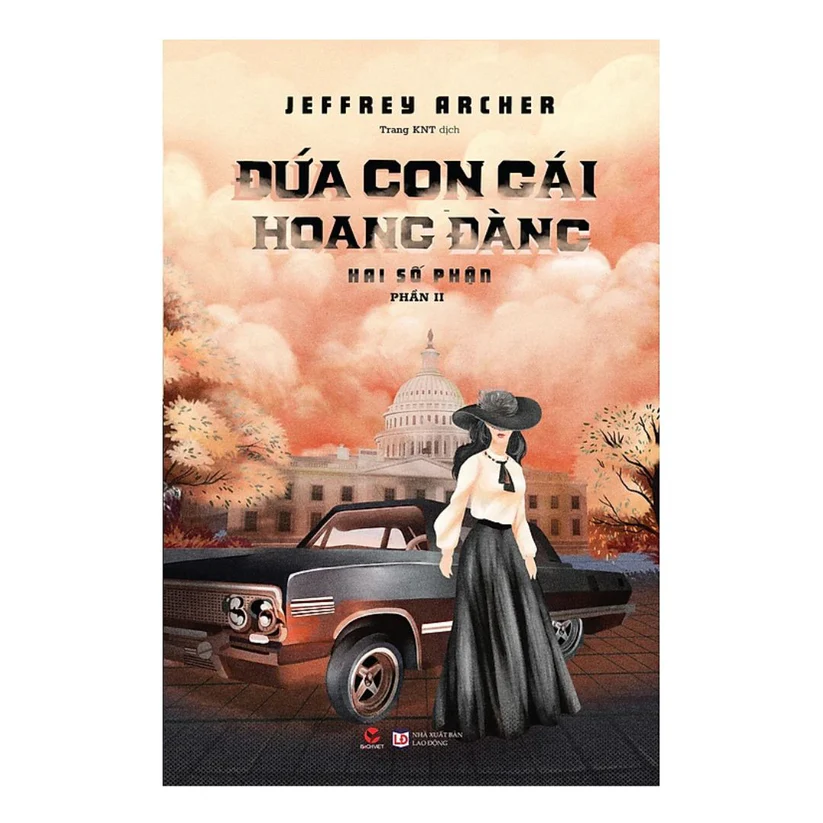 JEFFREY ARCHER
Trang KNT dịch
ĐỨA CON GÁI
HOANG ĐÀNG
HAI SỐ PHẬN
PHẦN II
BACHVIET
NHÀ XUẤT BẢN
LAO ĐỘNG